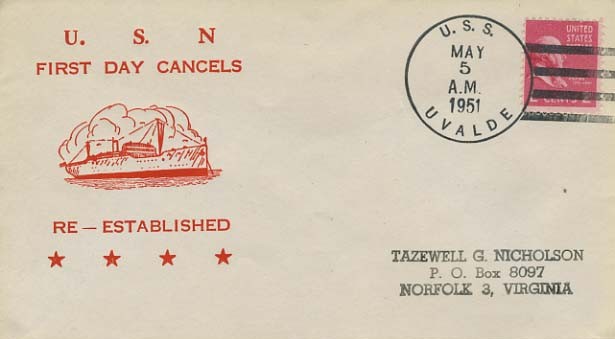 U. S. N
FIRST DAY CANCELS
RE-ESTABLISHED
U. S. S.
MAY
5
A.M.
1951
UVALDE
UNITED
STATES
TAZEWELL G. NICHOLSON
P. O. Box 8097
NORFOLK 3, VIRGINIA